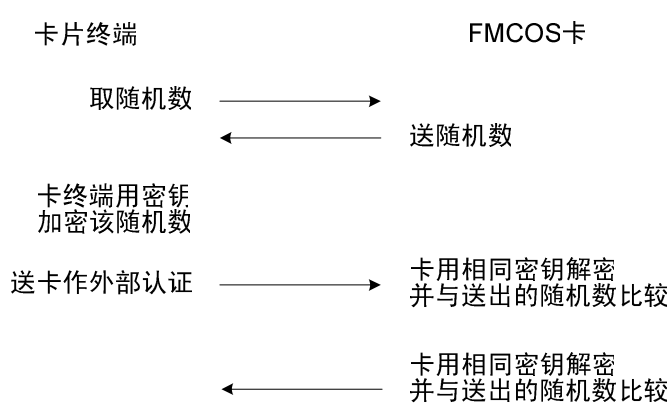 卡片终端
FMCOS卡
取随机数
送随机数
卡终端用密钥
加密该随机数
送卡作外部认证
卡用相同密钥解密
并与送出的随机数比较
卡用相同密钥解密
并与送出的随机数比较